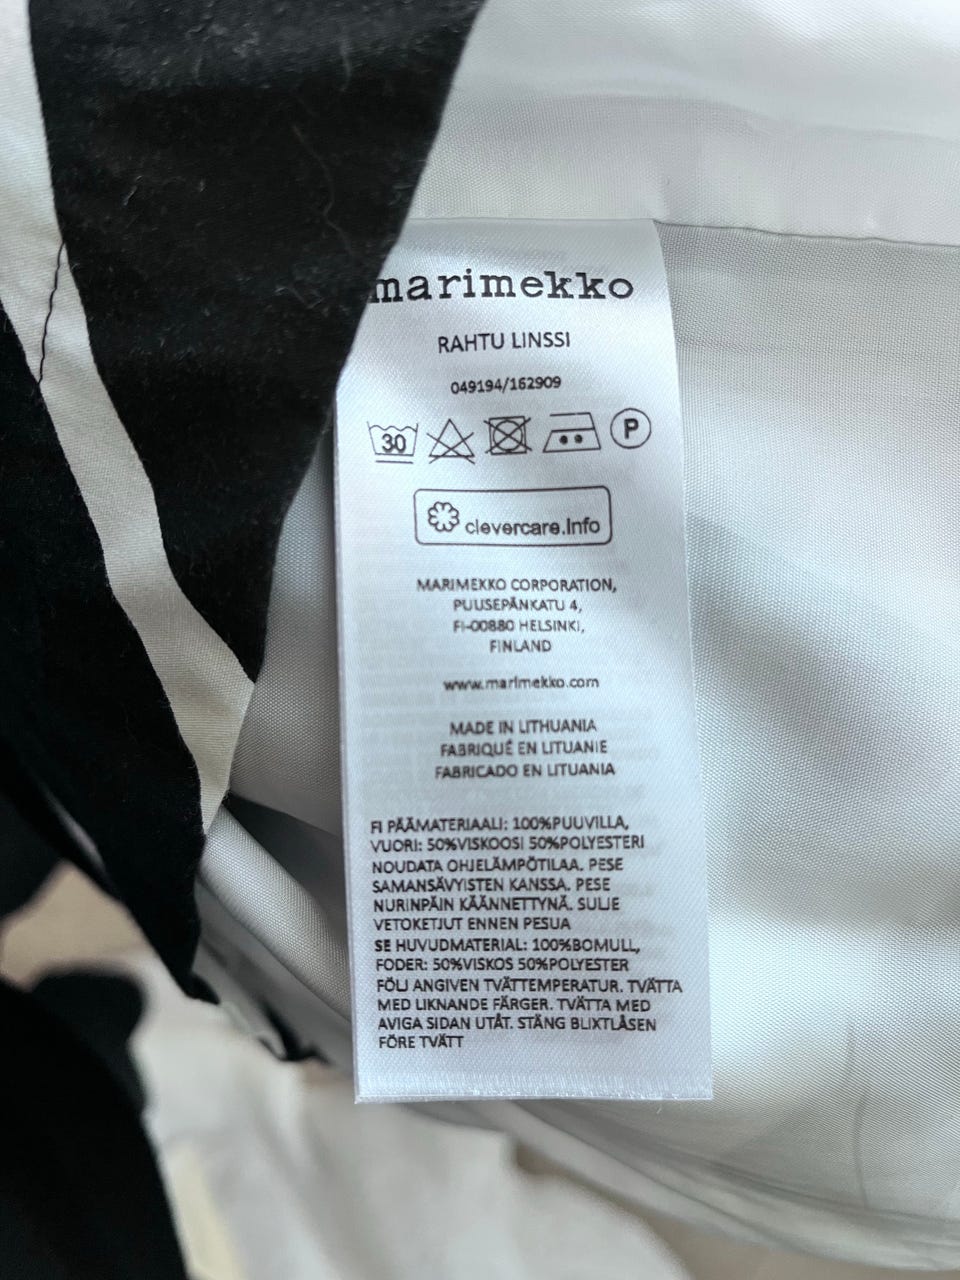 marimekko
RAHTU LINSSI
049194/162909
30 P
clevercare.info
MARIMEKKO CORPORATION,
PUUSEPÄNKATU 4,
FI-00880 HELSINKI,
FINLAND
www.marimekko.com
MADE IN LITHUANIA
FABRIQUÉ EN LITUANIE
FABRICADO EN LITUANIA
FI PÄÄMATERIAALI: 100%PUUVILLA,
VUORI: 50%VISKOOSI 50%POLYESTERI
NOUDATA OHJELÄMPÖTILAA. PESE
SAMANSÄVYISTEN KANSSA. PESE
NURINPÄIN KÄÄNNETTYNÄ. SULJE
VETOKETJUT ENNEN PESUA
SE HUVUDMATERIAL: 100%BOMULL,
FODER: 50%VISKOS 50%POLYESTER
FÖLJ ANGIVEN TVÄTTEMPERATUR. TVÄTTA
MED LIKNANDE FÄRGER. TVÄTTA MED
AVIGA SIDAN UTÅT. STÄNG BLIXTLÅSEN
FÖRE TVÄTT